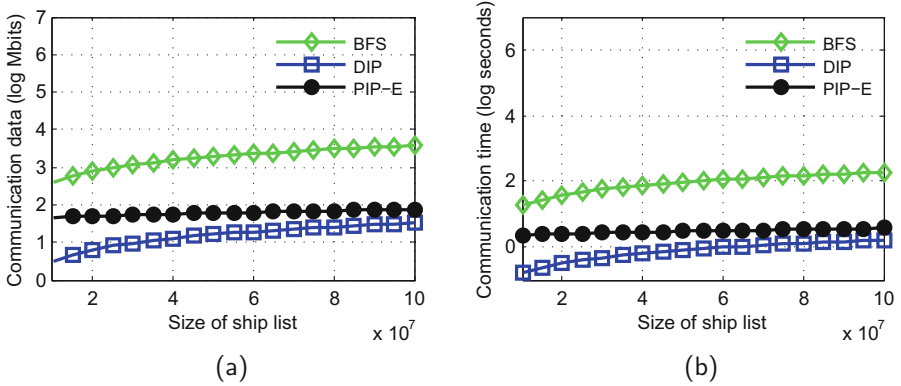 Communication data (log Mbits)
7
6
5
4
3
2
1
0
BFS
DIP
PIP−E
2
4
6
8
10
Size of ship list
x 10^7
(a)
Communication time (log seconds)
6
4
2
0
BFS
DIP
PIP−E
2
4
6
8
10
Size of ship list
x 10^7
(b)